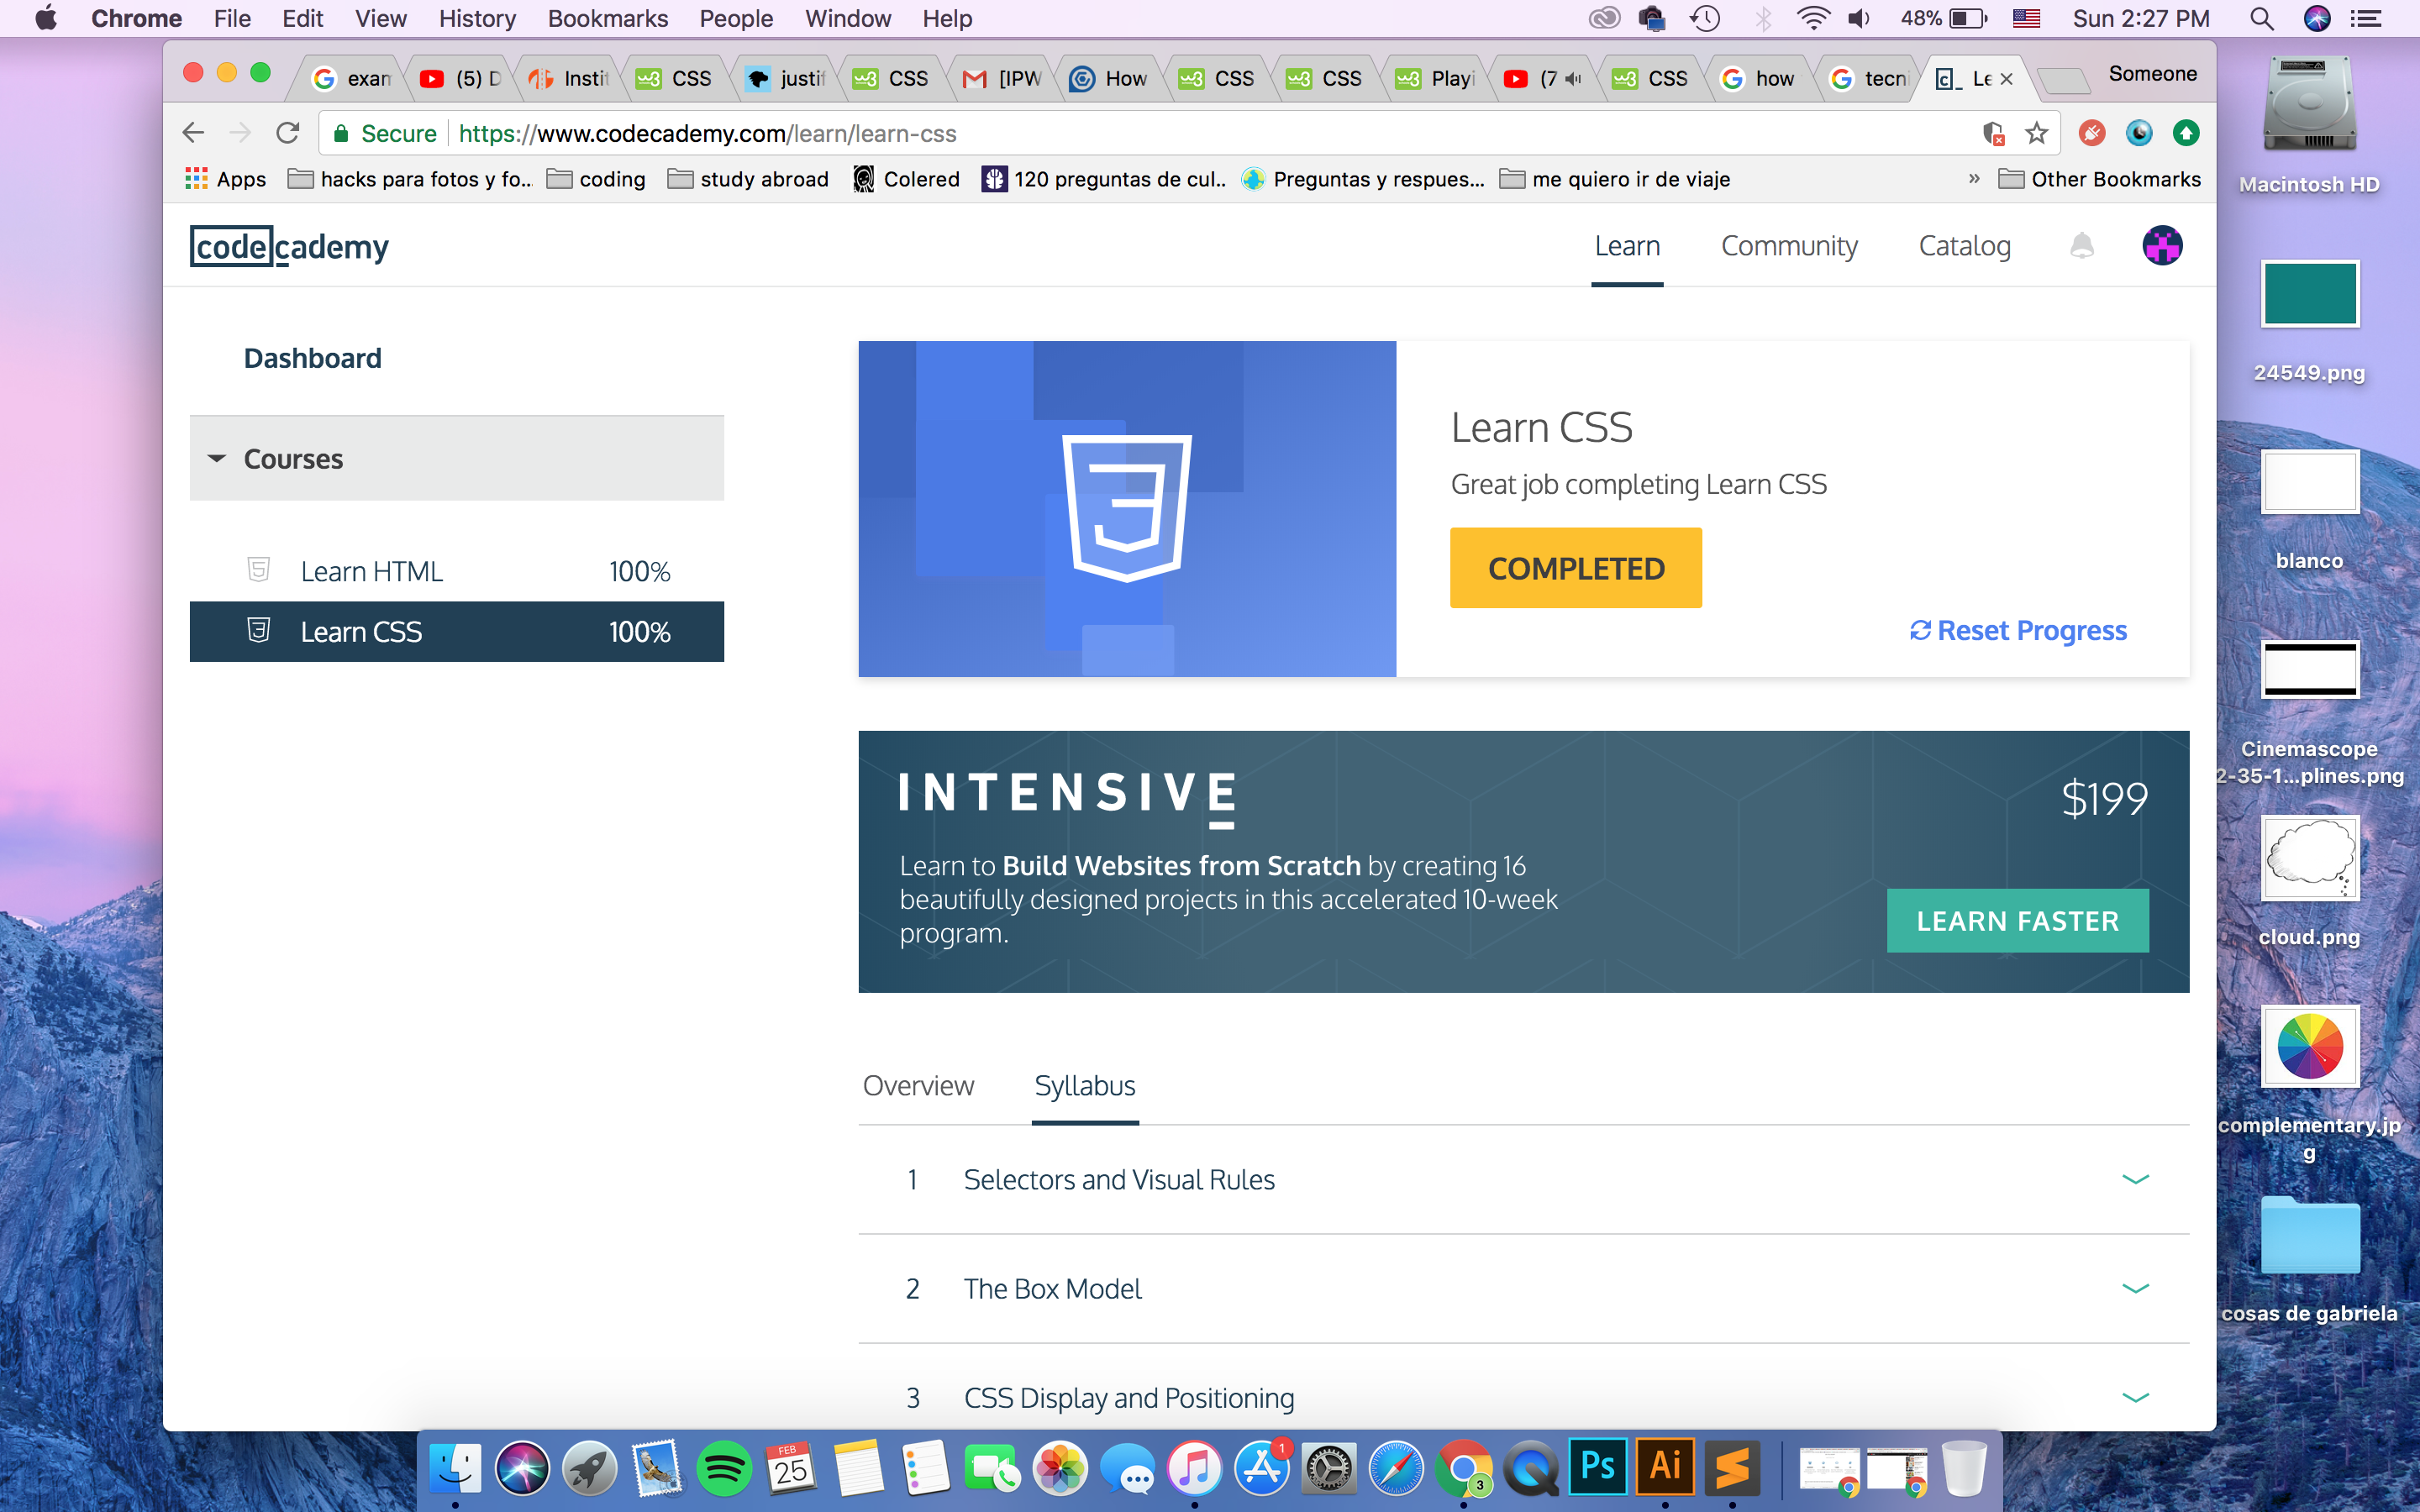 Chrome File Edit View History Bookmarks People Window Help 48% Sun 2:27 PM
exam (5) D Instit CSS justif CSS [IPW How CSS CSS Playi (7 CSS how tecni Le Someone
Secure https://www.codecademy.com/learn/learn-css
Apps hacks para fotos y fo... coding study abroad Colered 120 preguntas de cul... Preguntas y respues... me quiero ir de viaje » Other Bookmarks
codecademy Learn Community Catalog
Dashboard
Courses
Learn HTML 100%
Learn CSS 100%
Learn CSS
Great job completing Learn CSS
COMPLETED
Reset Progress
INTENSIVE
$199
Learn to Build Websites from Scratch by creating 16
beautifully designed projects in this accelerated 10-week
program.
LEARN FASTER
Overview Syllabus
1 Selectors and Visual Rules
2 The Box Model
3 CSS Display and Positioning
Macintosh HD
24549.png
blanco
Cinemascope
2-35-1...plines.png
cloud.png
complementary.jp
g
cosas de gabriela
FEB
25
1
3
Ps
Ai